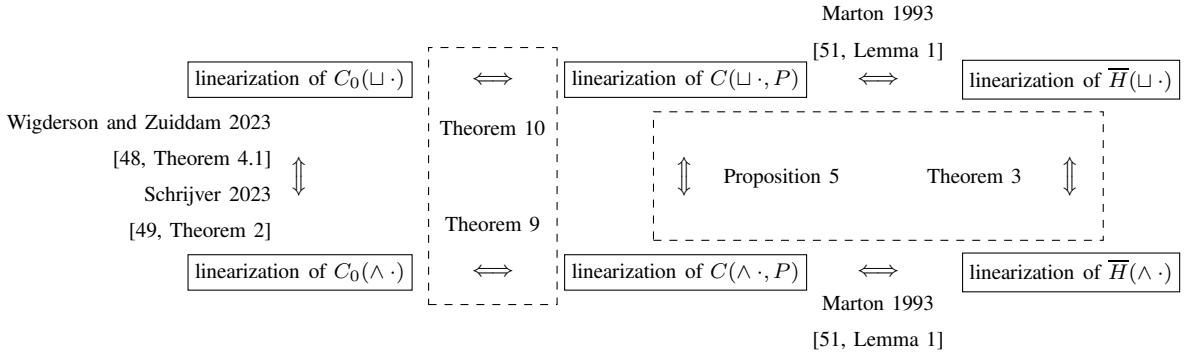 Marton 1993
[51, Lemma 1]
linearization of C₀(⊔ ·)
⟺
linearization of C(⊔ ·, P)
⟺
linearization of H̅(⊔ ·)
Wigderson and Zuiddam 2023
[48, Theorem 4.1]
Schrijver 2023
[49, Theorem 2]
⇕
Theorem 10
Theorem 9
⇕
Proposition 5
Theorem 3
⇕
linearization of C₀(∧ ·)
⟺
linearization of C(∧ ·, P)
⟺
linearization of H̅(∧ ·)
Marton 1993
[51, Lemma 1]